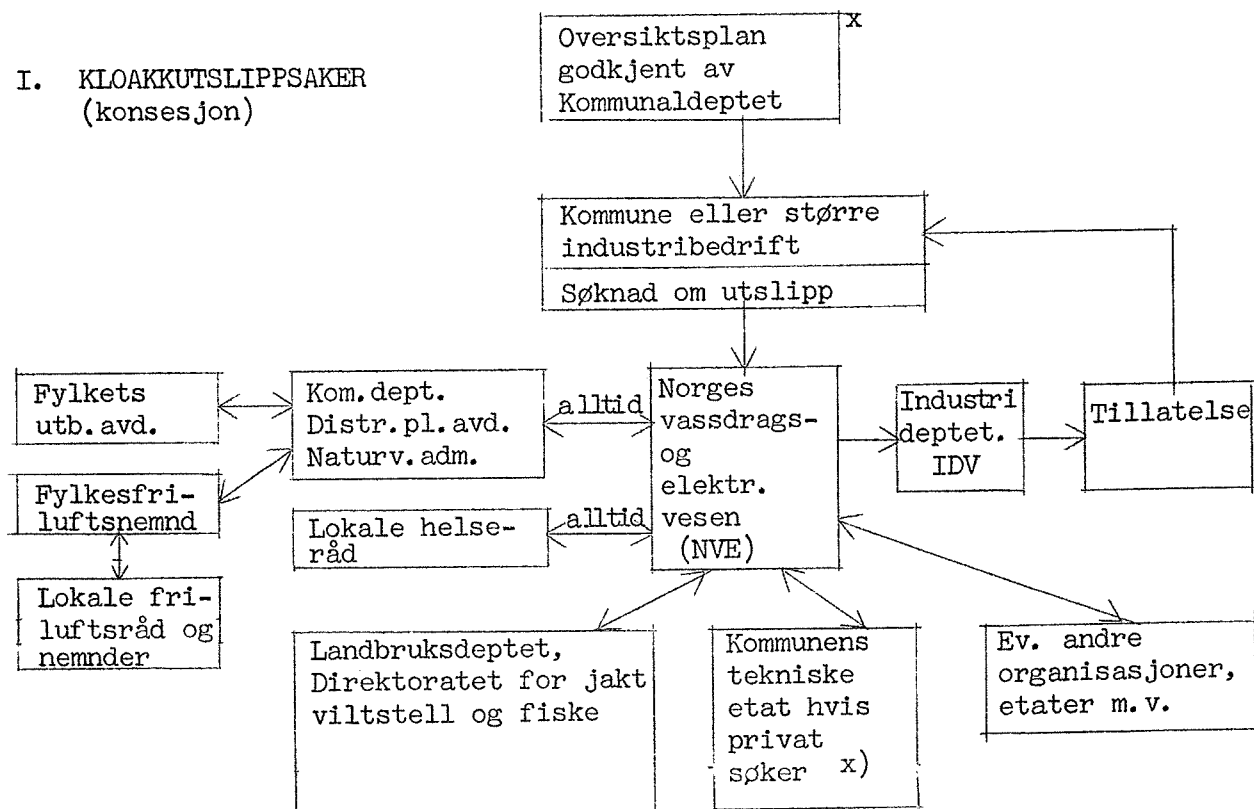 I. KLOAKKUTSLIPPSAKER
(konsesjon)
Oversiktsplan
godkjent av
Kommunaldeptet
x
Kommune eller større
industribedrift
Søknad om utslipp
Fylkets
utb.avd.
Kom.dept.
Distr.pl.avd.
Naturv.adm.
alltid
Norges
vassdrags-
og
elektr.
vesen
(NVE)
Industri
deptet.
IDV
Tillatelse
Fylkesfri-
luftsnemnd
Lokale helse-
råd
alltid
Lokale fri-
luftsråd og
nemnder
Landbruksdeptet,
Direktoratet for jakt
viltstell og fiske
Kommunens
tekniske
etat hvis
privat
søker x)
Ev. andre
organisasjoner,
etater m.v.